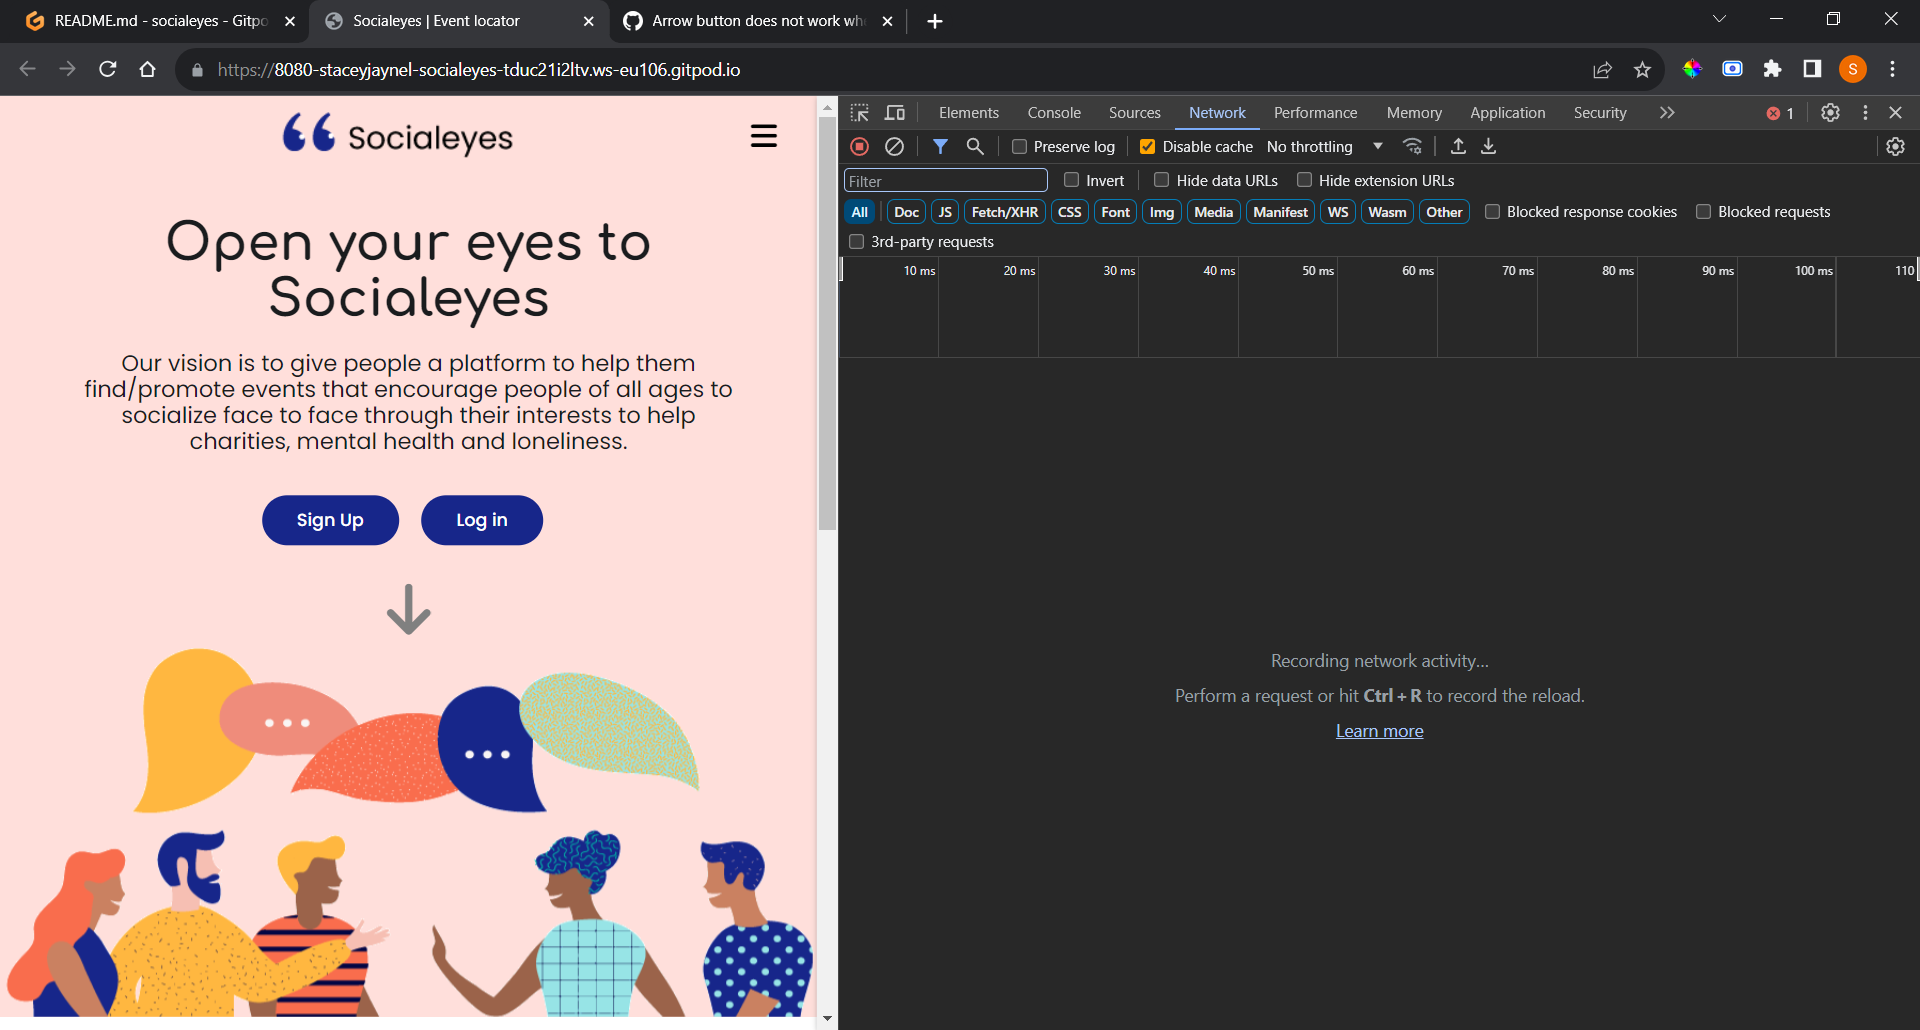 README.md - socialeyes - Gitpo
Socialeyes | Event locator
Arrow button does not work wh
https://8080-staceyjaynel-socialeyes-tduc21i2ltv.ws-eu106.gitpod.io
S
Socialeyes
Open your eyes to
Socialeyes
Our vision is to give people a platform to help them
find/promote events that encourage people of all ages to
socialize face to face through their interests to help
charities, mental health and loneliness.
Sign Up Log in
Elements Console Sources Network Performance Memory Application Security 1
Preserve log Disable cache No throttling
Filter Invert Hide data URLs Hide extension URLs
All Doc JS Fetch/XHR CSS Font Img Media Manifest WS Wasm Other Blocked response cookies Blocked requests
3rd-party requests
10 ms 20 ms 30 ms 40 ms 50 ms 60 ms 70 ms 80 ms 90 ms 100 ms 110
Recording network activity...
Perform a request or hit Ctrl + R to record the reload.
Learn more